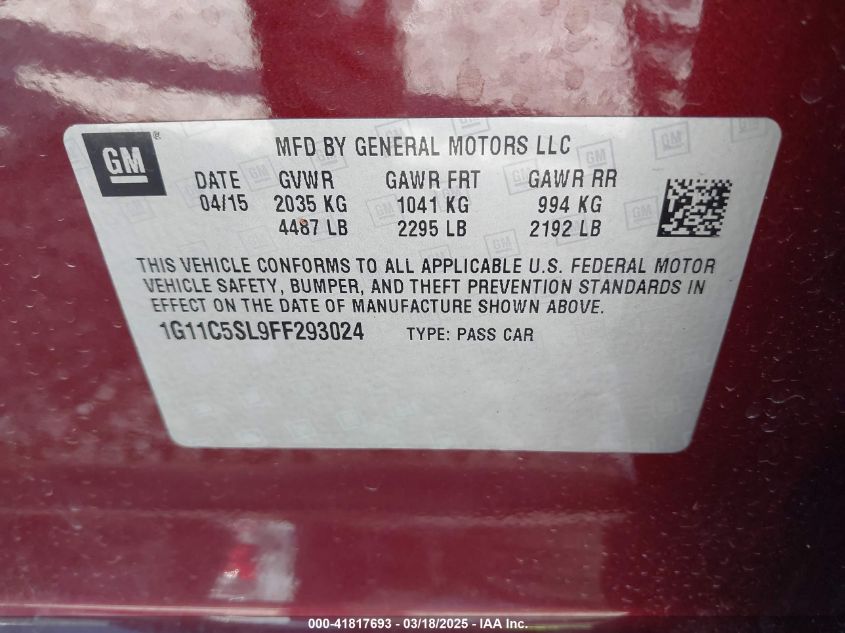 GM ®
MFD BY GENERAL MOTORS LLC
DATE GVWR GAWR FRT GAWR RR
04/15 2035 KG 1041 KG 994 KG
4487 LB 2295 LB 2192 LB
THIS VEHICLE CONFORMS TO ALL APPLICABLE U.S. FEDERAL MOTOR
VEHICLE SAFETY, BUMPER, AND THEFT PREVENTION STANDARDS IN
EFFECT ON THE DATE OF MANUFACTURE SHOWN ABOVE.
1G11C5SL9FF293024 TYPE: PASS CAR
000-41817693 - 03/18/2025 - IAA Inc.